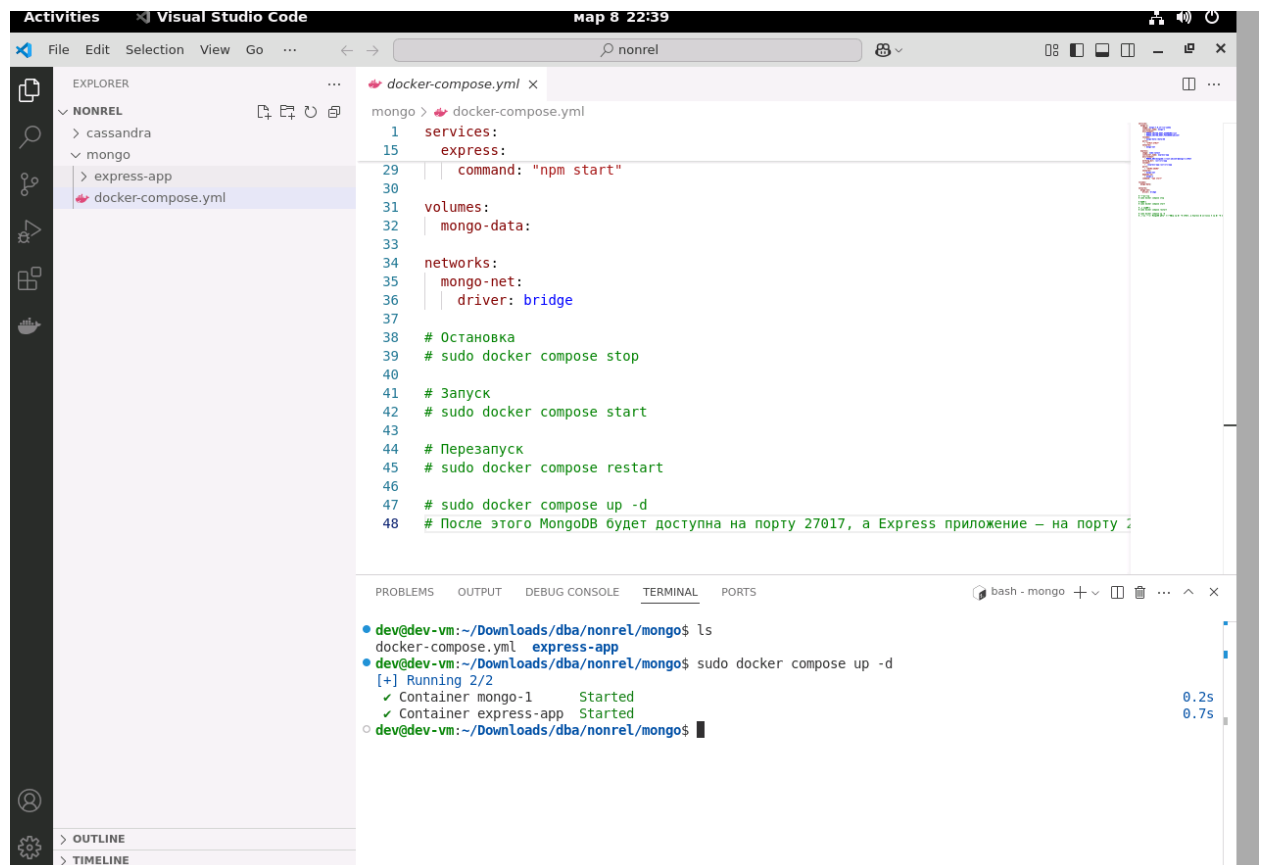 Activities Visual Studio Code мар 8 22:39
File Edit Selection View Go ··· nonrel
EXPLORER
NONREL
cassandra
mongo
express-app
docker-compose.yml
OUTLINE
TIMELINE
docker-compose.yml
mongo > docker-compose.yml
1 services:
15 express:
29 command: "npm start"
30
31 volumes:
32 mongo-data:
33
34 networks:
35 mongo-net:
36 driver: bridge
37
38 # Остановка
39 # sudo docker compose stop
40
41 # Запуск
42 # sudo docker compose start
43
44 # Перезапуск
45 # sudo docker compose restart
46
47 # sudo docker compose up -d
48 # После этого MongoDB будет доступна на порту 27017, а Express приложение — на порту
PROBLEMS OUTPUT DEBUG CONSOLE TERMINAL PORTS bash - mongo
dev@dev-vm:~/Downloads/dba/nonrel/mongo$ ls
docker-compose.yml express-app
dev@dev-vm:~/Downloads/dba/nonrel/mongo$ sudo docker compose up -d
[+] Running 2/2
✔ Container mongo-1 Started 0.2s
✔ Container express-app Started 0.7s
dev@dev-vm:~/Downloads/dba/nonrel/mongo$